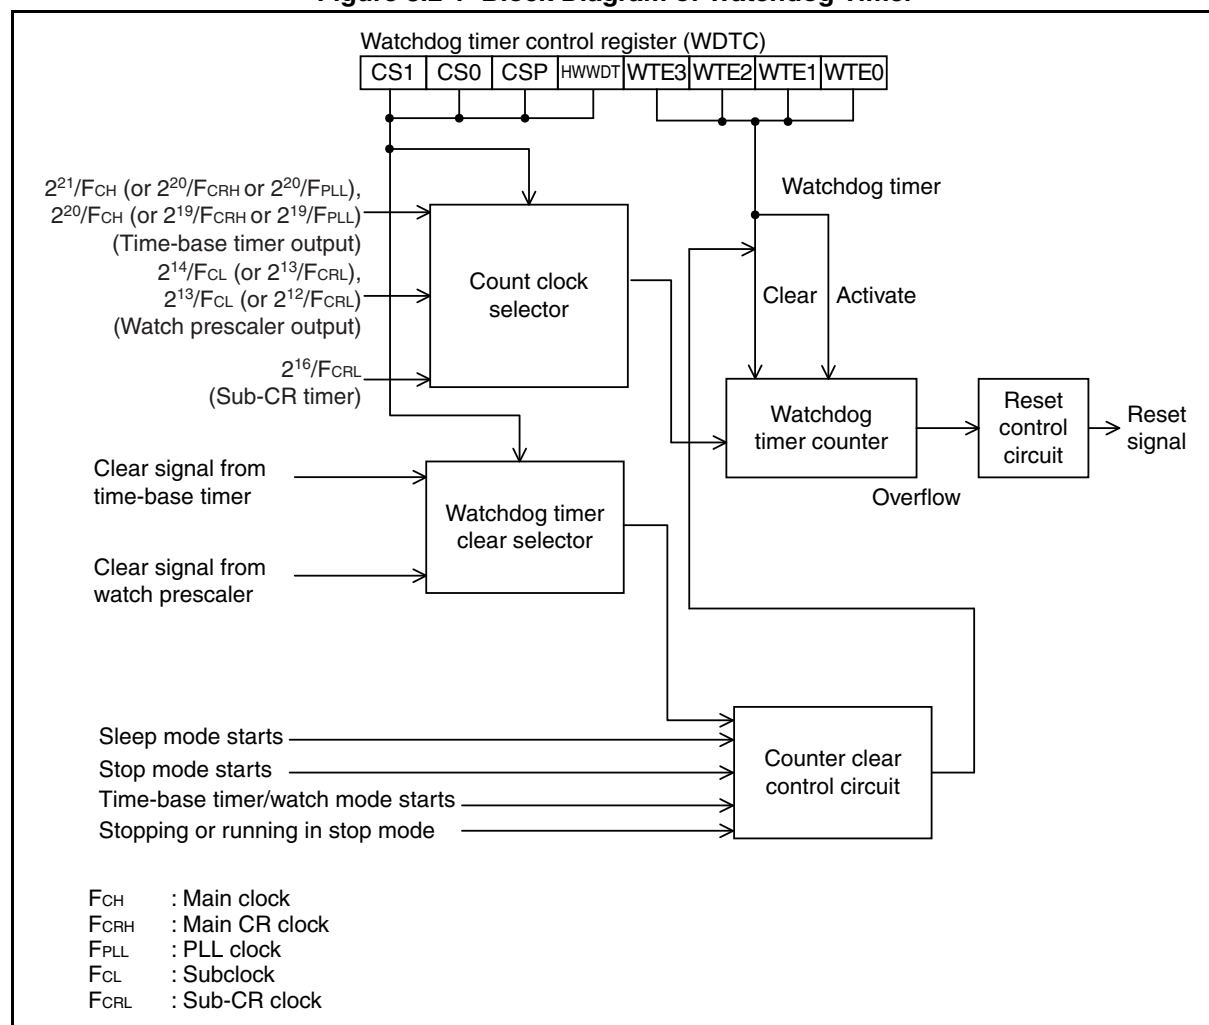 Watchdog timer control register (WDTC)
CS1 CS0 CSP HWWDT WTE3 WTE2 WTE1 WTE0
2²¹/FCH (or 2²⁰/FCRH or 2²⁰/FPLL),
2²⁰/FCH (or 2¹⁹/FCRH or 2¹⁹/FPLL)
(Time-base timer output)
2¹⁴/FCL (or 2¹³/FCRL),
2¹³/FCL (or 2¹²/FCRL)
(Watch prescaler output)
2¹⁶/FCRL
(Sub-CR timer)
Count clock
selector
Watchdog timer
Clear
Activate
Watchdog
timer counter
Overflow
Reset
control
circuit
Reset
signal
Clear signal from
time-base timer
Clear signal from
watch prescaler
Watchdog timer
clear selector
Sleep mode starts
Stop mode starts
Time-base timer/watch mode starts
Stopping or running in stop mode
Counter clear
control circuit
FCH : Main clock
FCRH : Main CR clock
FPLL : PLL clock
FCL : Subclock
FCRL : Sub-CR clock